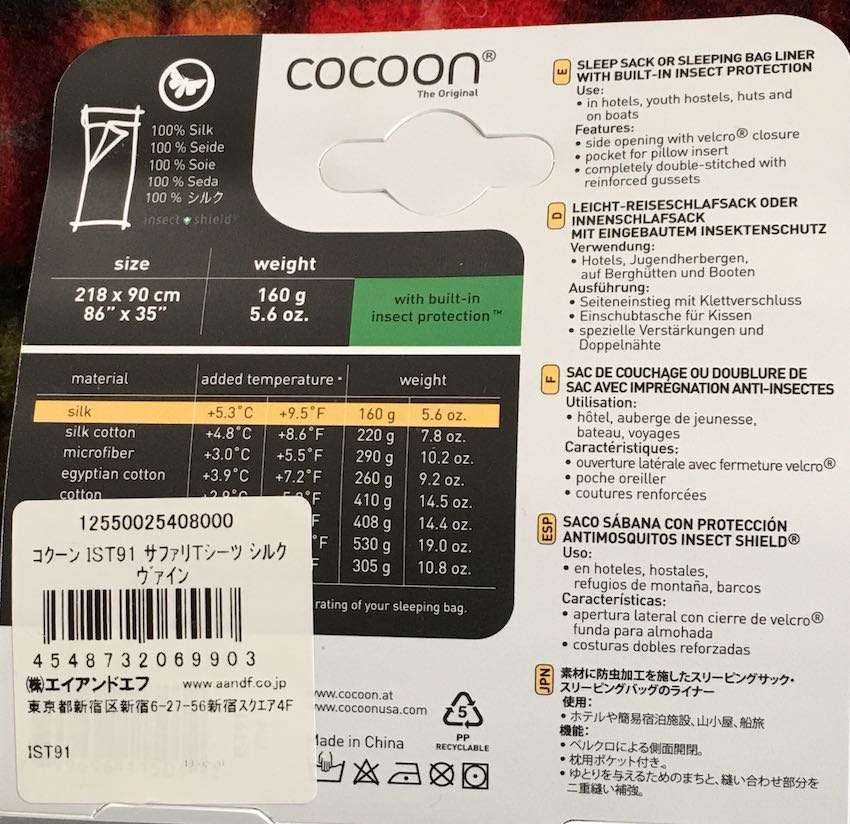 cocoon®
The Original
100% Silk
100 % Seide
100 % Soie
100 % Seda
100 % シルク
insect shield®
size weight
218 x 90 cm 160 g
86” x 35” 5.6 oz.
with built-in
insect protection™
material added temperature* weight
silk +5.3°C +9.5°F 160 g 5.6 oz.
silk cotton +4.8°C +8.6°F 220 g 7.8 oz.
microfiber +3.0°C +5.5°F 290 g 10.2 oz.
egyptian cotton +3.9°C +7.2°F 260 g 9.2 oz.
cotton 410 g 14.5 oz.
F 408 g 14.4 oz.
°F 530 g 19.0 oz.
F 305 g 10.8 oz.
rating of your sleeping bag.
12550025408000
コクーン IST91 サファリTシーツ シルク
ヴァイン
4548732069903
(株)エイアンドエフ www.aandf.co.jp
東京都新宿区新宿6-27-56新宿スクエア4F
IST91
www.cocoon.at
www.cocoonusa.com
Made in China
5
PP
RECYCLABLE
E
SLEEP SACK OR SLEEPING BAG LINER
WITH BUILT-IN INSECT PROTECTION
Use:
• in hotels, youth hostels, huts and
on boats
Features:
• side opening with velcro® closure
• pocket for pillow insert
• completely double-stitched with
reinforced gussets
D
LEICHT-REISESCHLAFSACK ODER
INNENSCHLAFSACK
MIT EINGEBAUTEM INSEKTENSCHUTZ
Verwendung:
• Hotels, Jugendherbergen,
auf Berghütten und Booten
Ausführung:
• Seiteneinstieg mit Klettverschluss
• Einschubtasche für Kissen
• spezielle Verstärkungen und
Doppelnähte
F
SAC DE COUCHAGE OU DOUBLURE DE
SAC AVEC IMPRÉGNATION ANTI-INSECTES
Utilisation:
• hôtel, auberge de jeunesse,
bateau, voyages
Caractéristiques:
• ouverture latérale avec fermeture velcro®
• poche oreiller
• coutures renforcées
ESP
SACO SÁBANA CON PROTECCIÓN
ANTIMOSQUITOS INSECT SHIELD®
Uso:
• en hoteles, hostales,
refugios de montaña, barcos
Características:
• apertura lateral con cierre de velcro®
funda para almohada
• costuras dobles reforzadas
JPN
素材に防虫加工を施したスリーピングサック・
スリーピングバッグのライナー
使用:
• ホテルや簡易宿泊施設、山小屋、船旅
機能:
• ベルクロによる側面開閉。
• 枕用ポケット付き。
• ゆとりを与えるためのまちと、縫い合わせ部分を
二重縫い補強。